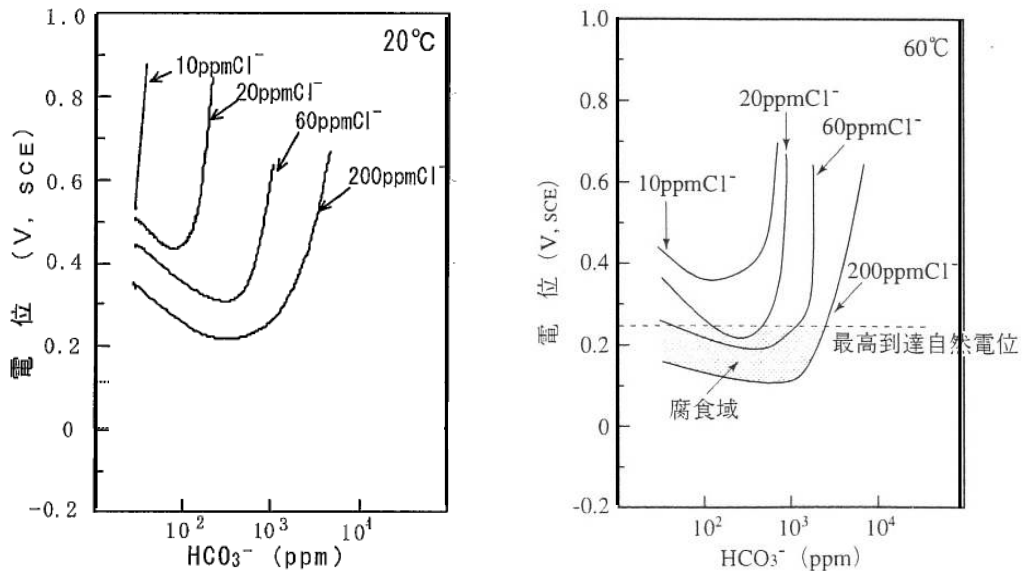 1.0
0.8
0.6
0.4
0.2
0
-0.2
電位 (V, SCE)
20℃
10ppmCl⁻
20ppmCl⁻
60ppmCl⁻
200ppmCl⁻
10² 10³ 10⁴
HCO₃⁻ (ppm)
1.0
0.8
0.6
0.4
0.2
0
-0.2
電位 (V, SCE)
60℃
20ppmCl⁻
60ppmCl⁻
10ppmCl⁻
200ppmCl⁻
最高到達自然電位
腐食域
10² 10³ 10⁴
HCO₃⁻ (ppm)